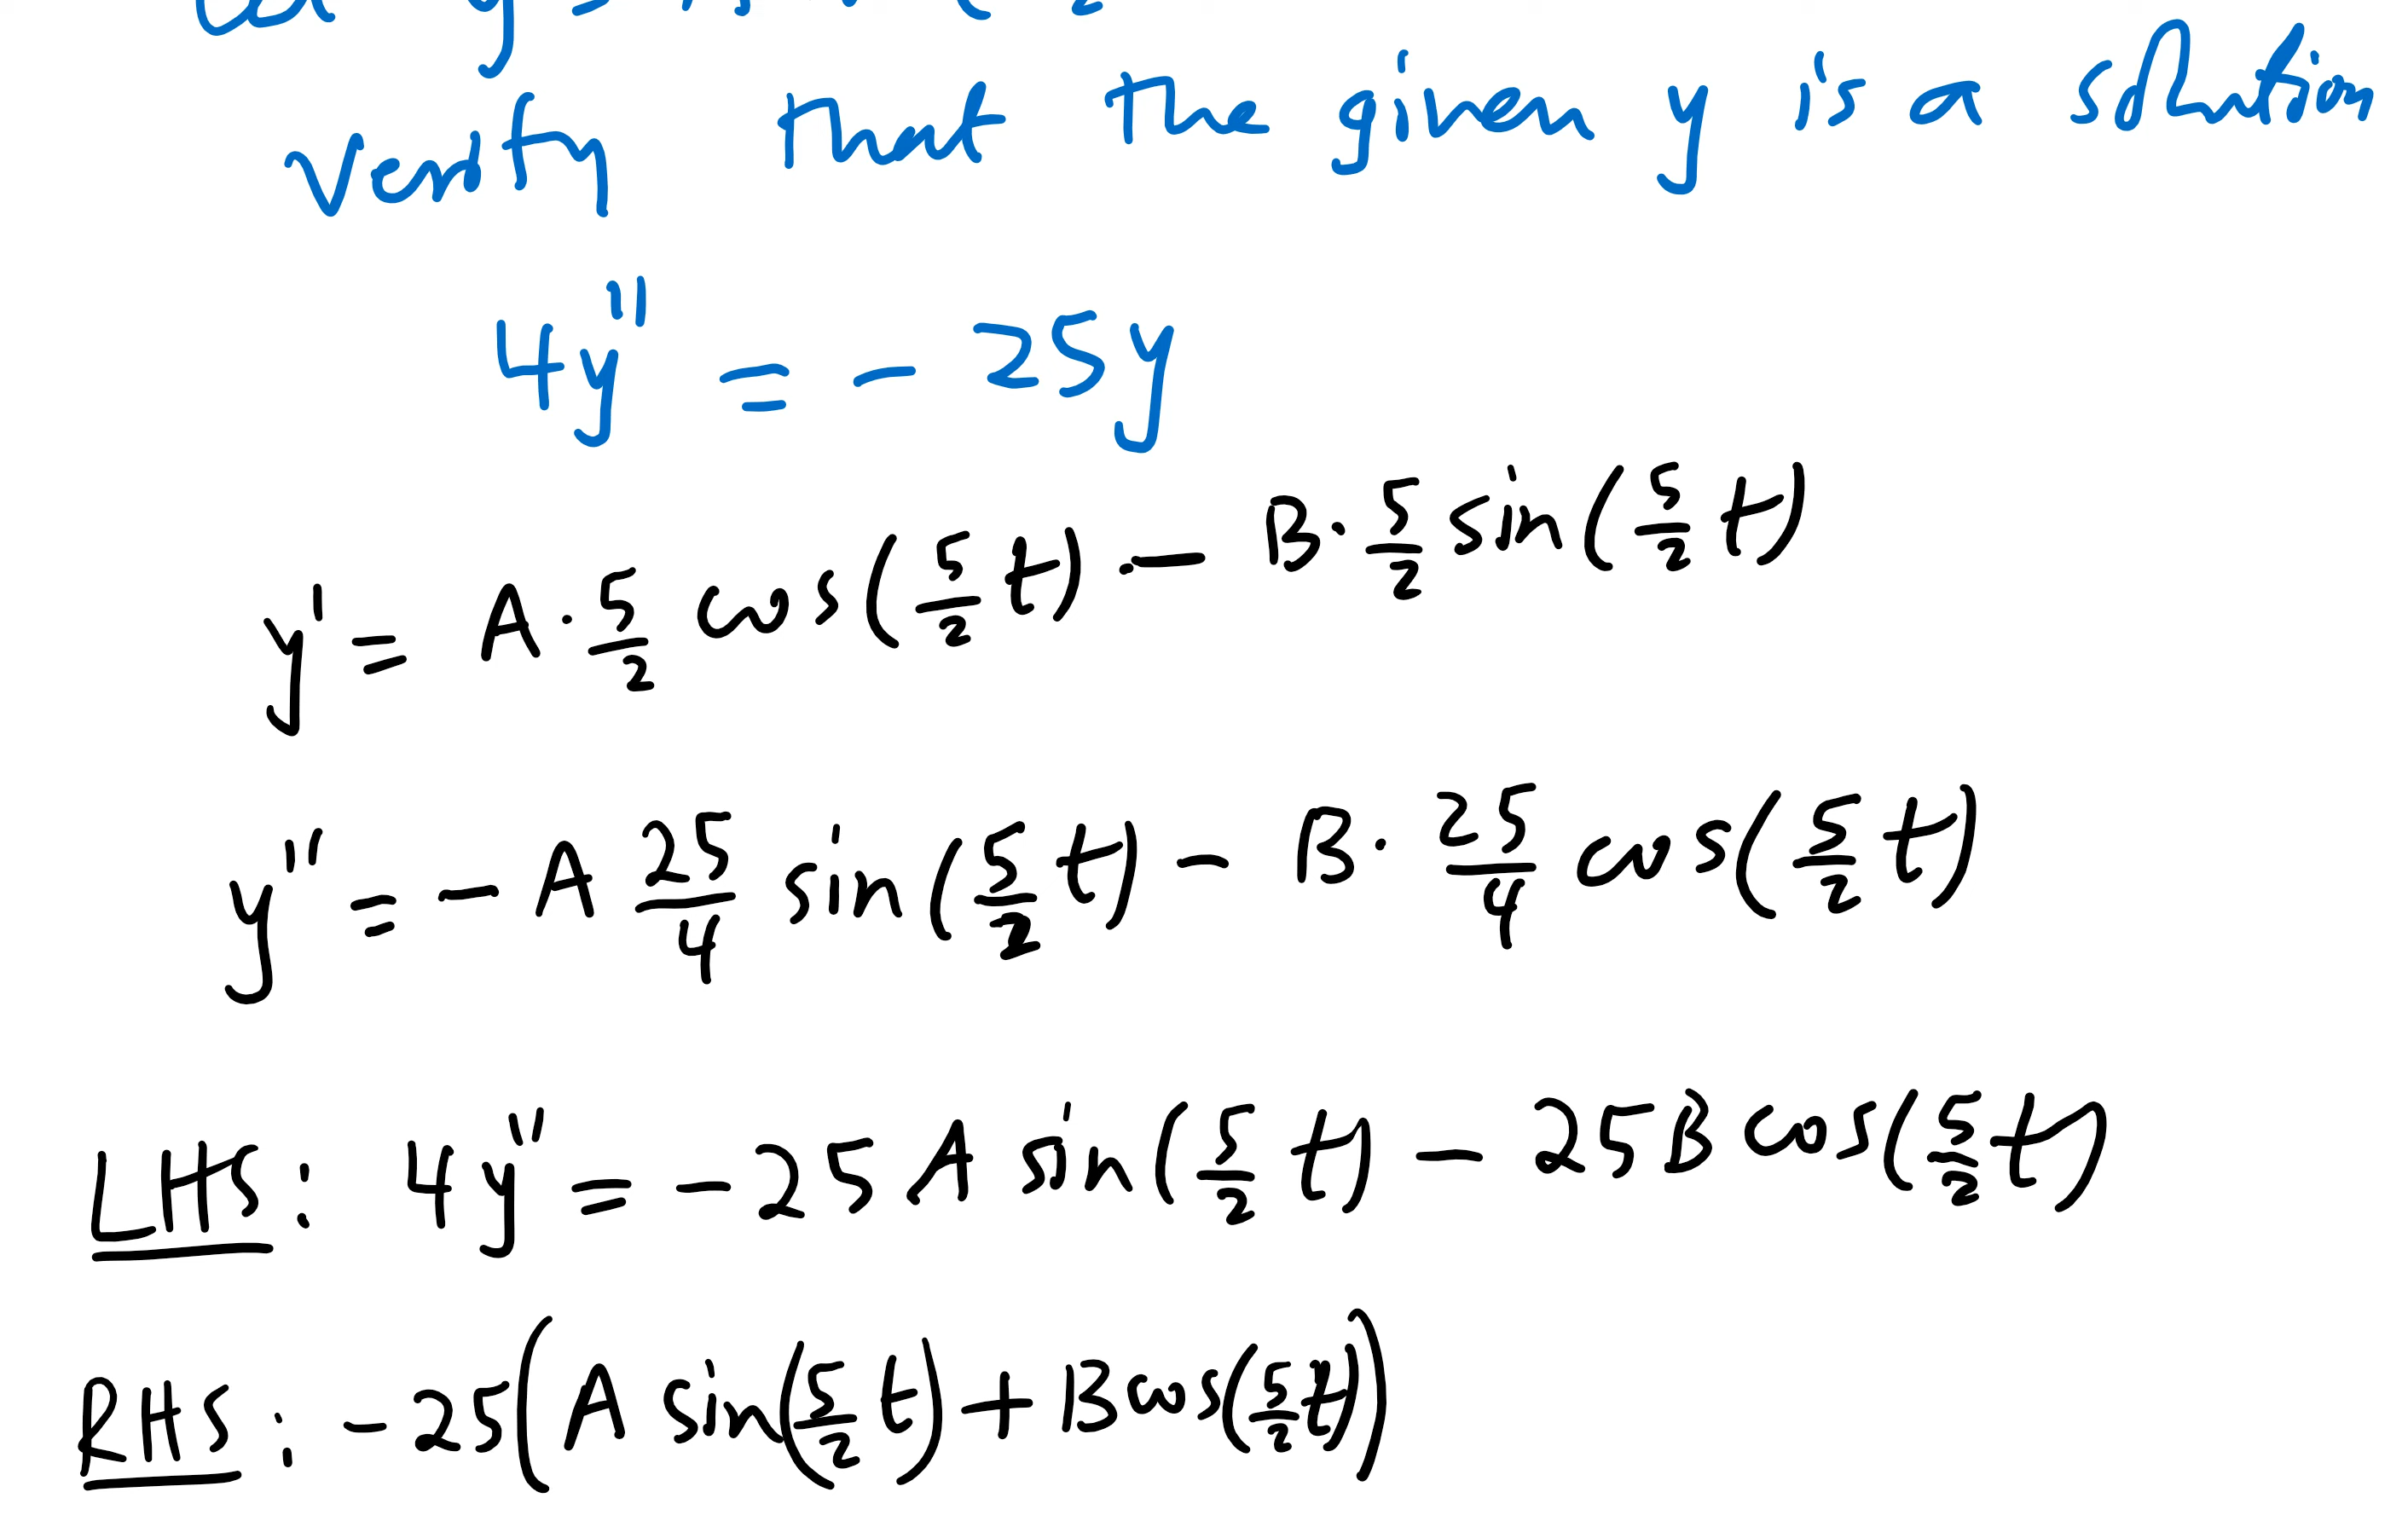 verify that the given y is a solution
4y'' = - 25y
y' = A · 5/2 cos(5/2 t) - B · 5/2 sin(5/2 t)
y'' = - A 25/4 sin(5/2 t) - B · 25/4 cos(5/2 t)
LHS : 4y'' = - 25A sin(5/2 t) - 25B cos(5/2 t)
RHS : - 25(A sin(5/2 t) + B cos(5/2 t))